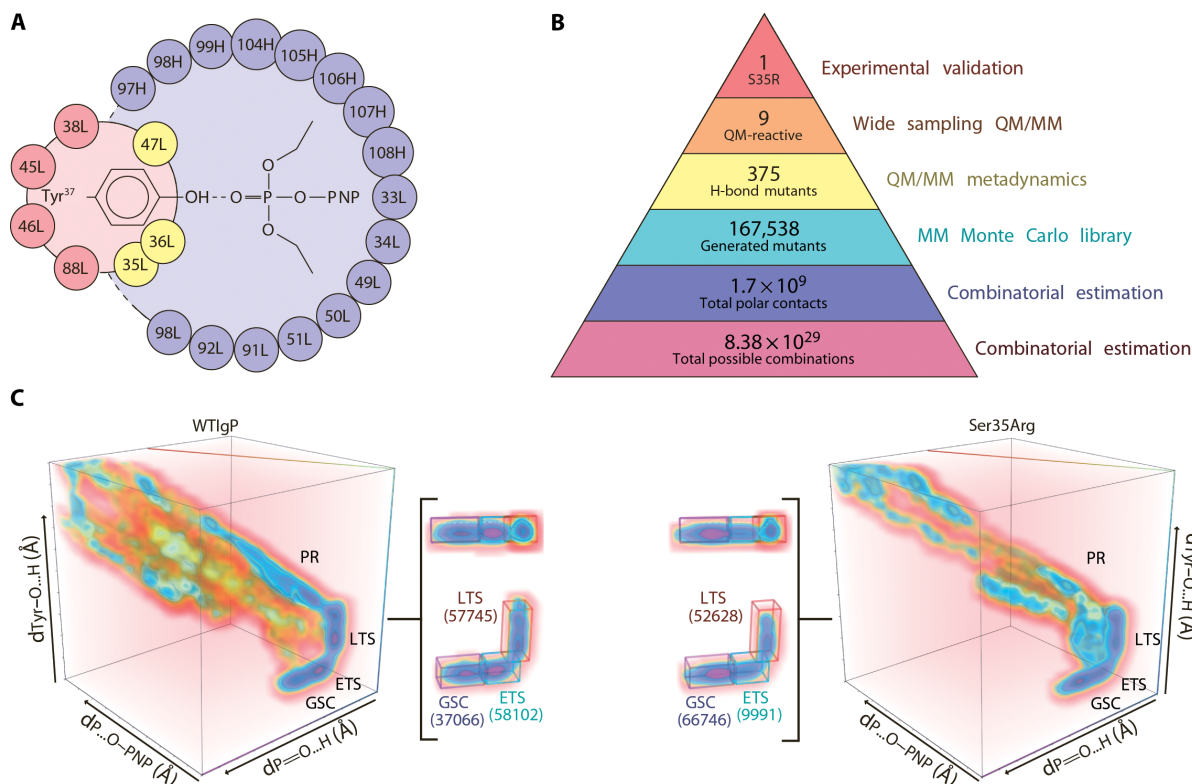 A
97H
98H
99H
104H
105H
106H
107H
108H
33L
34L
49L
50L
51L
91L
92L
98L
38L
45L
46L
88L
47L
36L
35L
Tyr³⁷
OH
O
P
O
PNP
O
O
B
1
S35R
Experimental validation
9
QM-reactive
Wide sampling QM/MM
375
H-bond mutants
QM/MM metadynamics
167,538
Generated mutants
MM Monte Carlo library
1.7 × 10⁹
Total polar contacts
Combinatorial estimation
8.38 × 10²⁹
Total possible combinations
Combinatorial estimation
C
WTIgP
dTyr–O...H (Å)
dP...O–PNP (Å)
dP=O...H (Å)
PR
LTS
ETS
GSC
LTS
(57745)
GSC
(37066)
ETS
(58102)
LTS
(52628)
GSC
(66746)
ETS
(9991)
Ser35Arg
PR
LTS
ETS
GSC
dTyr–O...H (Å)
dP...O–PNP (Å)
dP=O...H (Å)